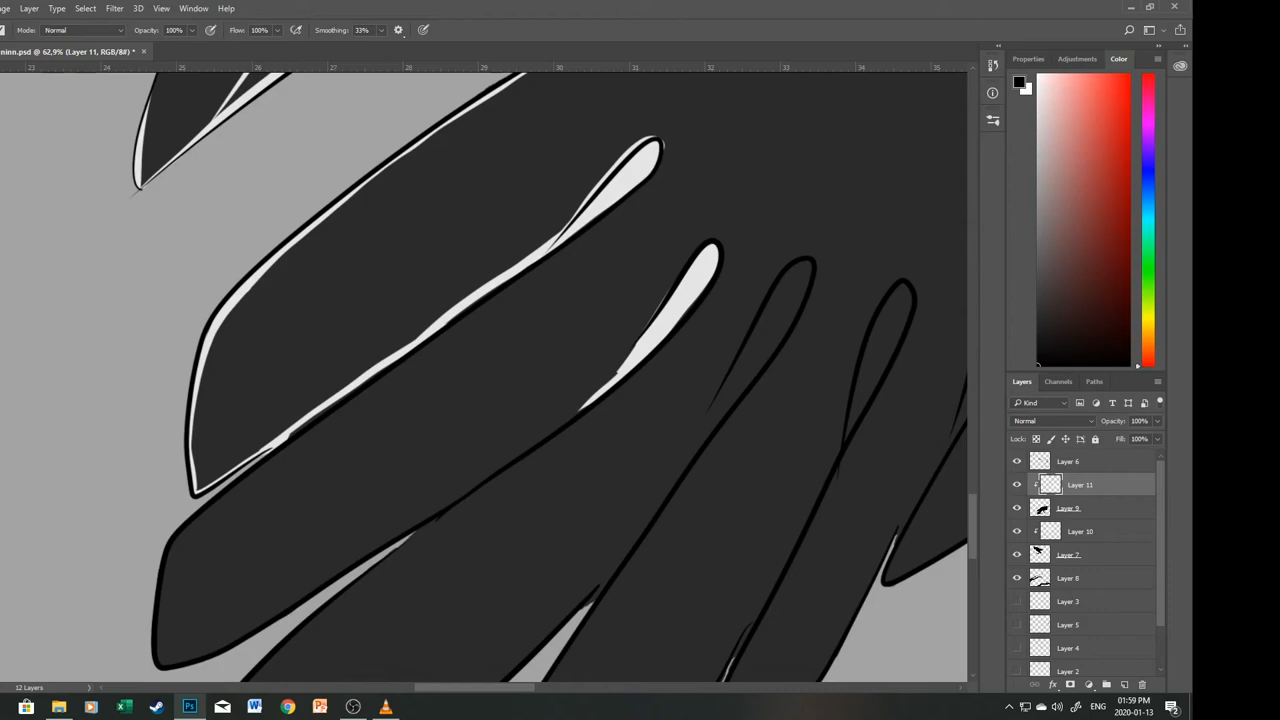 age Layer Type Select Filter 3D View Window Help
Mode: Normal Opacity: 100% Flow: 100% Smoothing: 33%
ninn.psd @ 62,9% (Layer 11, RGB/8#) *
23 24 25 26 27 28 29 30 31 32 33 34 35
Properties Adjustments Color
Layers Channels Paths
Kind
Normal Opacity: 100%
Lock: Fill: 100%
Layer 6
Layer 11
Layer 9
Layer 10
Layer 7
Layer 8
Layer 3
Layer 5
Layer 4
Layer 2
12 Layers
ENG 01:59 PM
2020-01-13
2